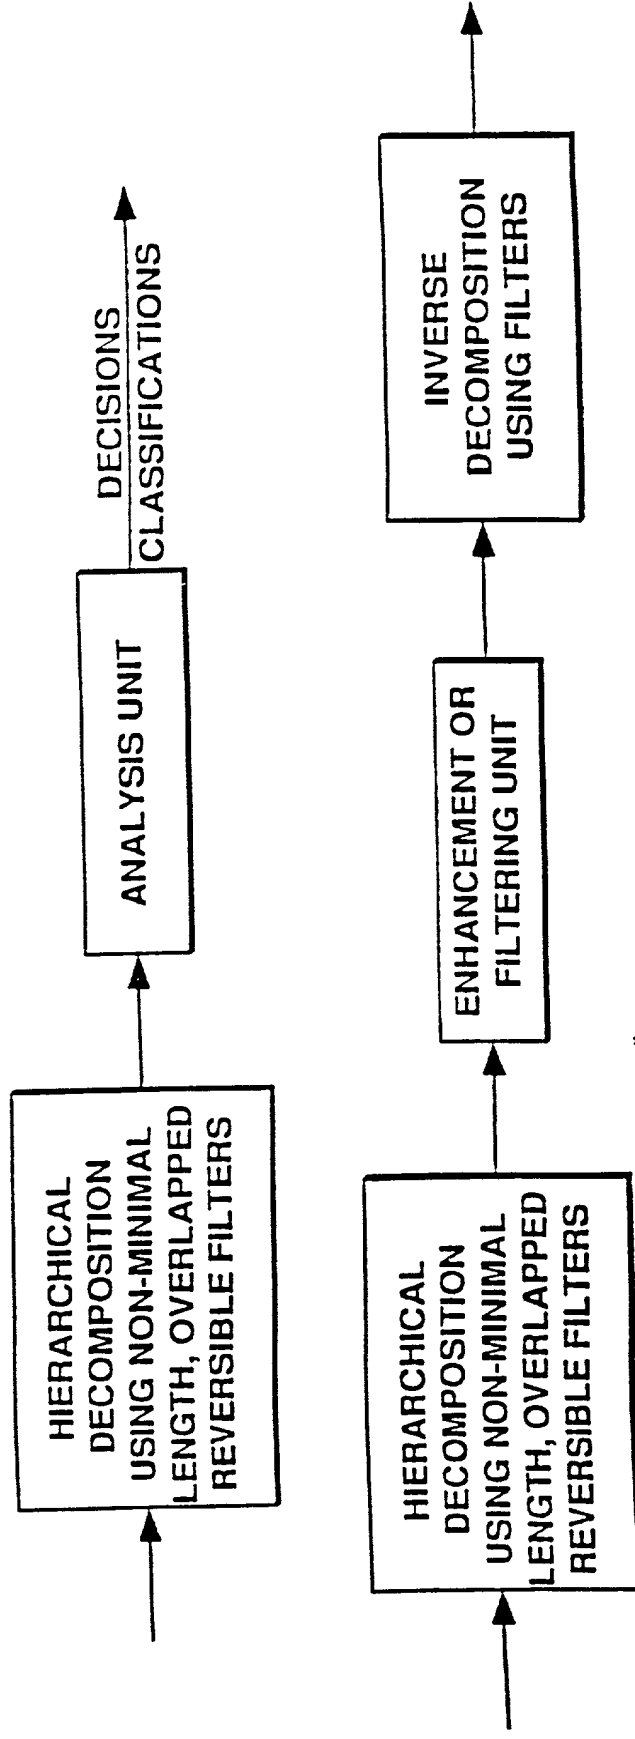 HIERARCHICAL
DECOMPOSITION
USING NON-MINIMAL
LENGTH, OVERLAPPED
REVERSIBLE FILTERS
ANALYSIS UNIT
DECISIONS
CLASSIFICATIONS
HIERARCHICAL
DECOMPOSITION
USING NON-MINIMAL
LENGTH, OVERLAPPED
REVERSIBLE FILTERS
ENHANCEMENT OR
FILTERING UNIT
INVERSE
DECOMPOSITION
USING FILTERS